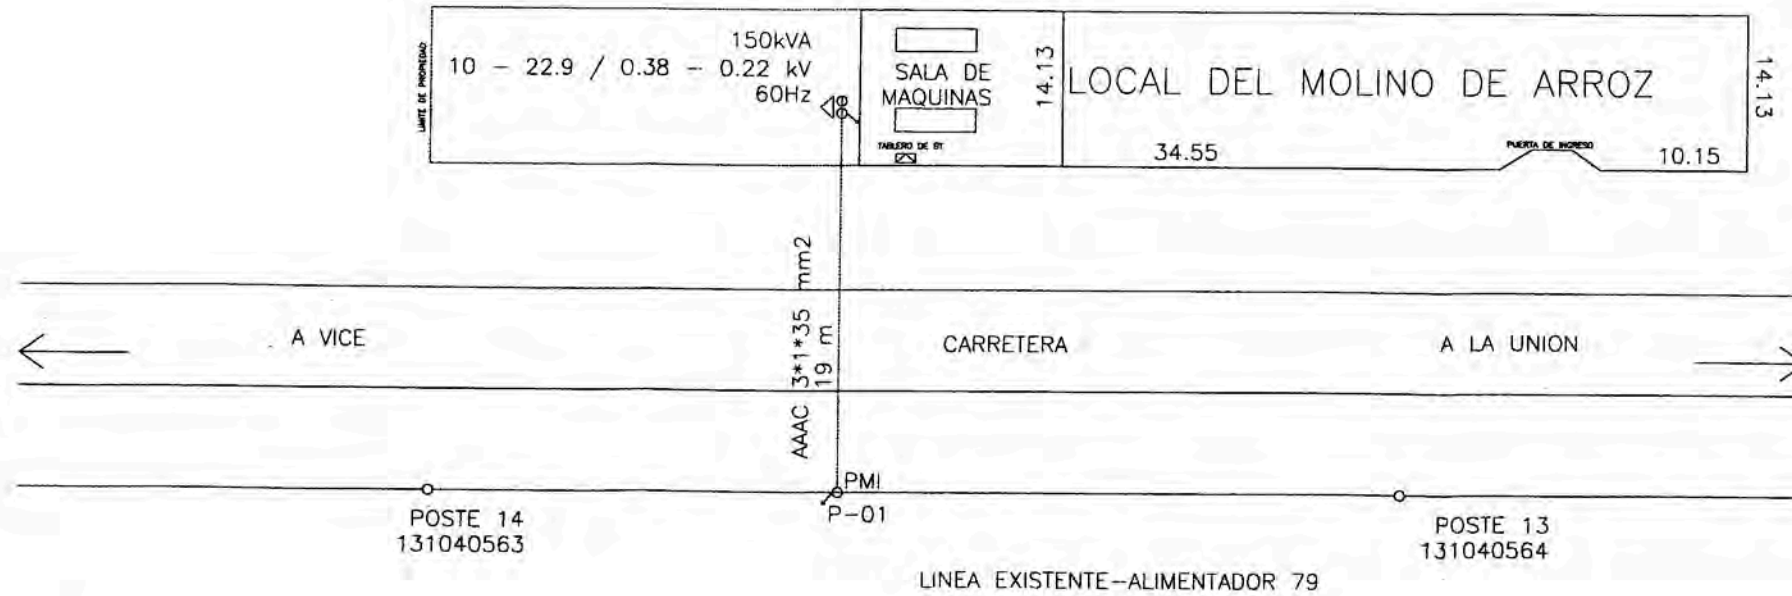 LIMITE DE PROPIEDAD
150kVA
10 - 22.9 / 0.38 - 0.22 kV
60Hz
SALA DE
MAQUINAS
TABLERO DE BT
14.13
LOCAL DEL MOLINO DE ARROZ
14.13
34.55
PUERTA DE INGRESO
10.15
AAAC 3*1*35 mm2
19 m
A VICE
CARRETERA
A LA UNION
PMI
P-01
POSTE 14
131040563
POSTE 13
131040564
LINEA EXISTENTE-ALIMENTADOR 79